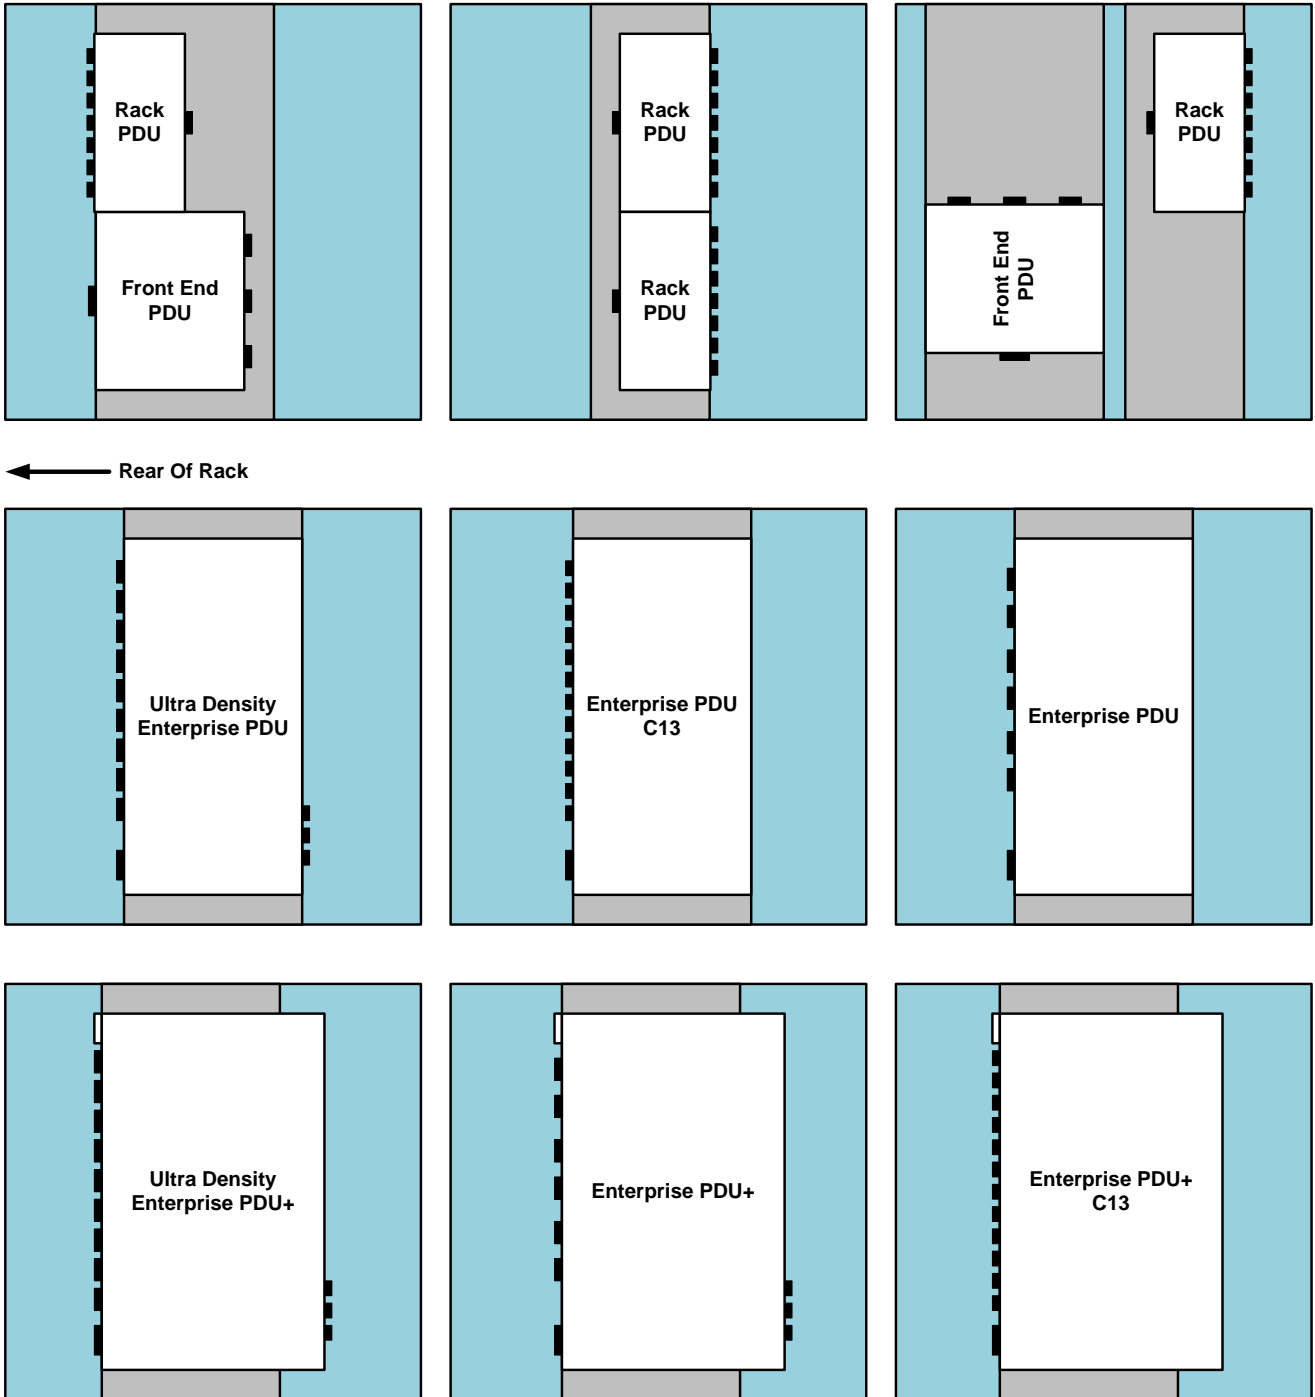 Rack
PDU
Front End
PDU
Rack
PDU
Rack
PDU
Front End
PDU
Rack
PDU
Rear Of Rack
Ultra Density
Enterprise PDU
Enterprise PDU
C13
Enterprise PDU
Ultra Density
Enterprise PDU+
Enterprise PDU+
Enterprise PDU+
C13